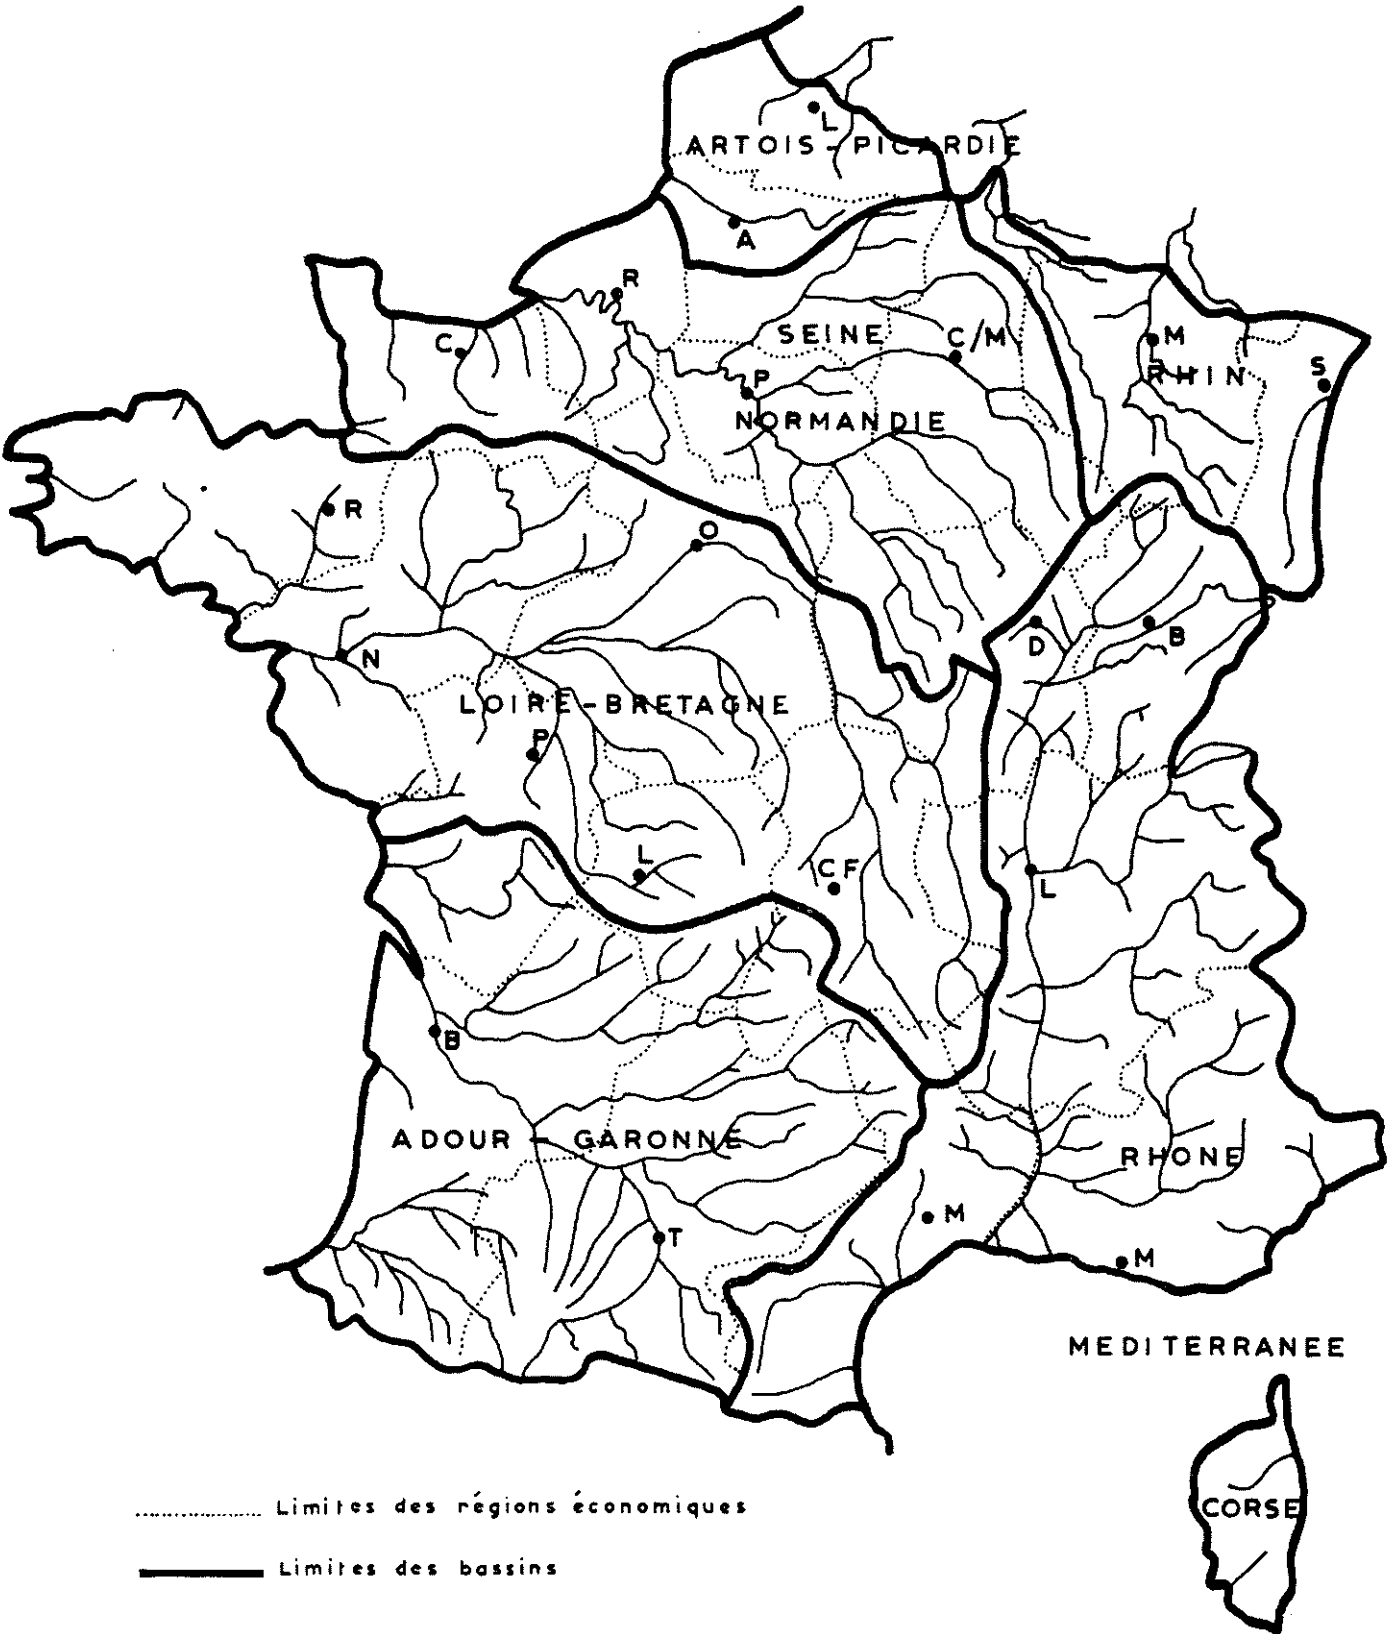 L
ARTOIS - PICARDIE
A
R
SEINE
C
C/M
M
RHIN
S
P
NORMANDIE
R
O
D
B
N
LOIRE-BRETAGNE
P
L
CF
L
B
ADOUR - GARONNE
RHONE
M
T
M
MEDITERRANEE
CORSE
Limites des régions économiques
Limites des bassins